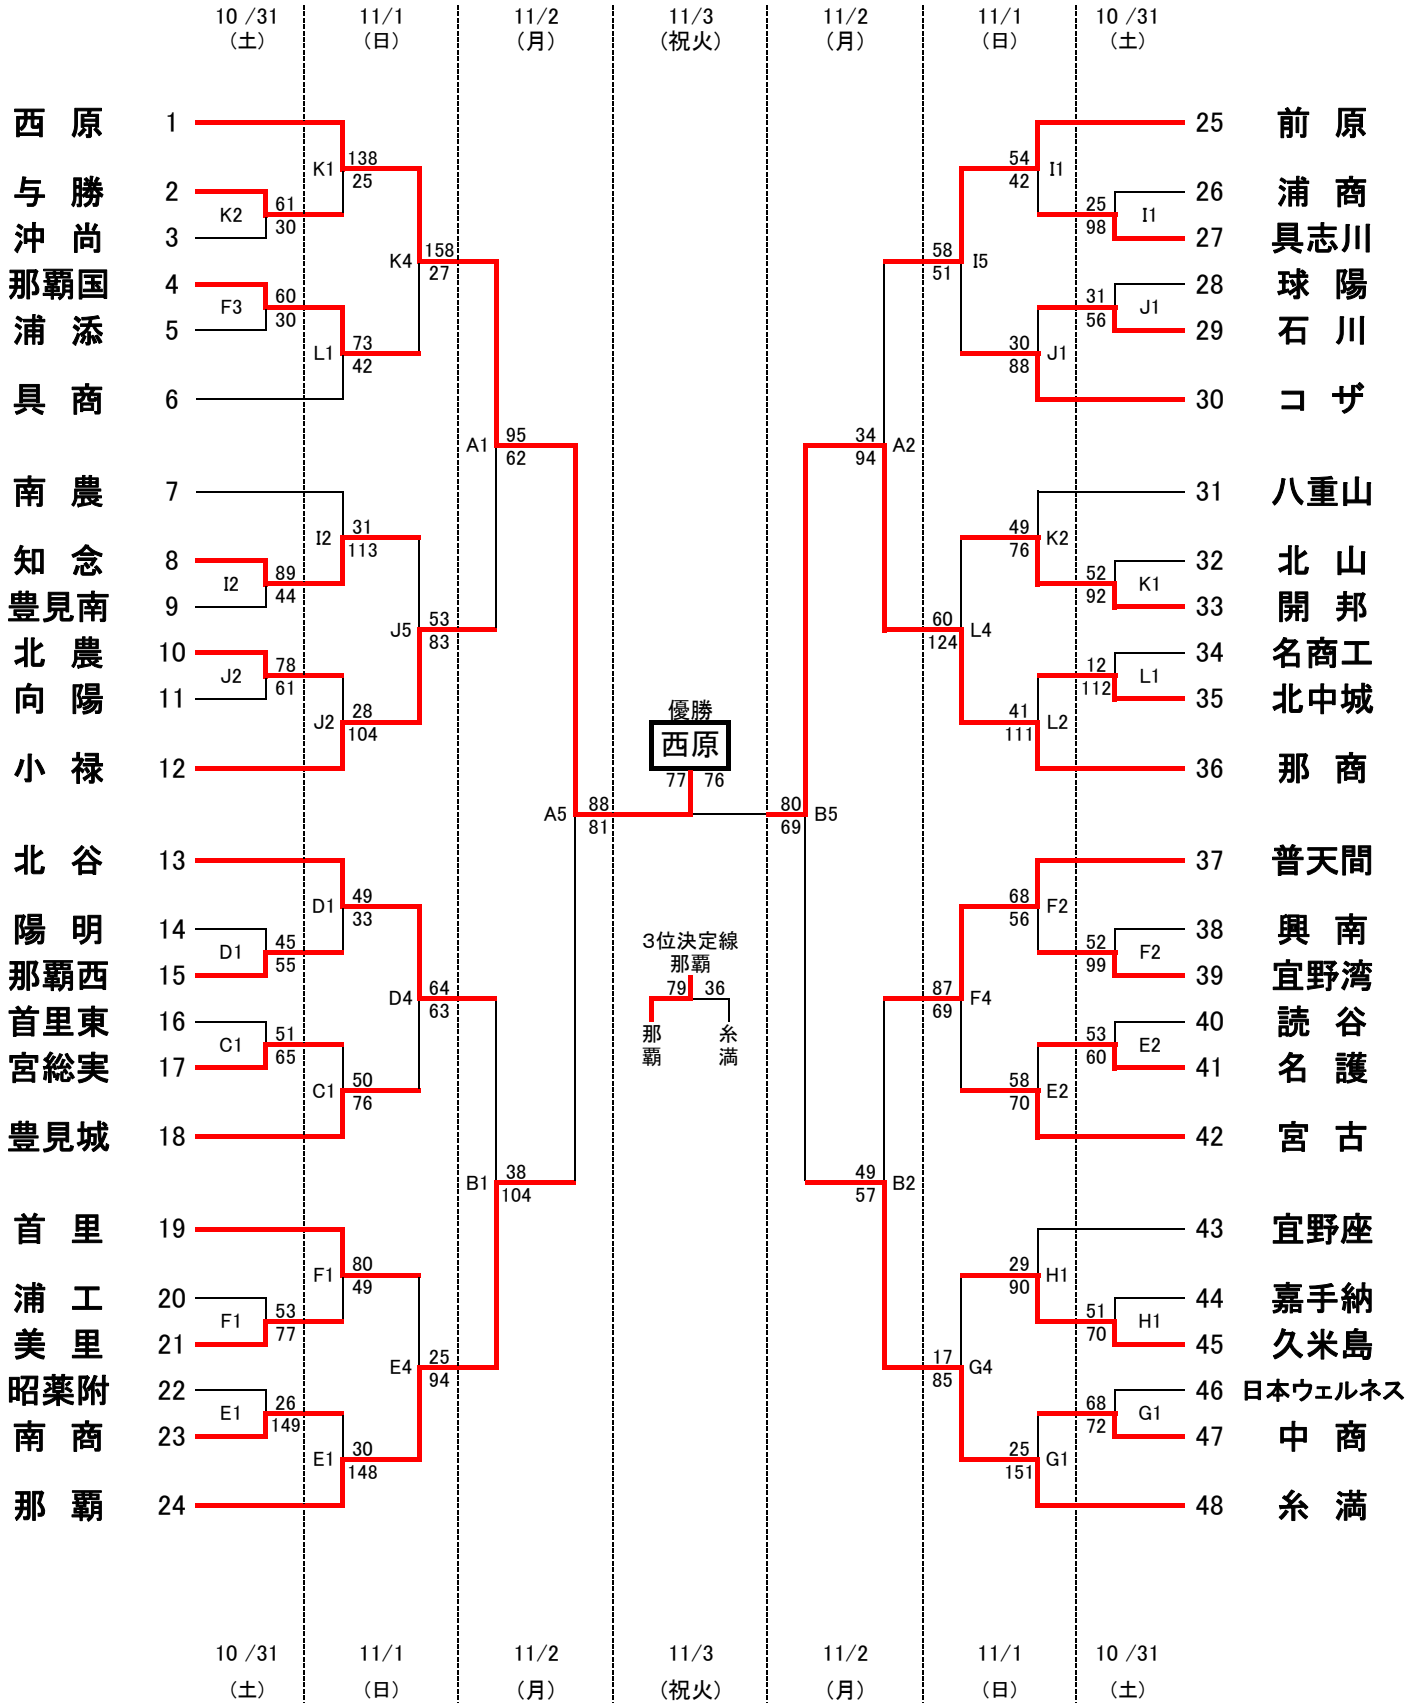 10 /31 11/1 11/2 11/3 11/2 11/1 10 /31
（土） （日） （月） （祝火） （月） （日） （土）
西 原 1 25 前 原
138 54
K1 I1
25 42
与 勝 2 26 浦 商
61 25
K2 I1
30 98
沖 尚 3 27 具志川
158 58
K4 I5
27 51
那覇国 4 28 球 陽
60 31
F3 J1
30 56
浦 添 5 29 石 川
73 30
L1 J1
42 88
具 商 6 30 コ ザ
95 34
A1 A2
62 94
南 農 7 31 八重山
31 49
I2 K2
113 76
知 念 8 32 北 山
89 52
I2 K1
44 92
豊見南 9 33 開 邦
53 60
J5 L4
83 124
北 農 10 34 名商工
78 12
J2 L1
61 112
向 陽 11 35 北中城
28 41
J2 L2
104 111
優勝
西原
小 禄 12 36 那 商
77 76
88 80
A5 B5
81 69
北 谷 13 37 普天間
49 68
D1 F2
33 56
陽 明 14 38 興 南
45 52
D1 F2
55 99
3位決定線
那覇
那覇西 15 39 宜野湾
79 36
64 87
D4 F4
63 69
首里東 16 40 読 谷
51 53
C1 E2
65 60
那覇 糸満
宮総実 17 41 名 護
50 58
C1 E2
76 70
豊見城 18 42 宮 古
38 49
B1 B2
104 57
首 里 19 43 宜野座
80 29
F1 H1
49 90
浦 工 20 44 嘉手納
53 51
F1 H1
77 70
美 里 21 45 久米島
25 17
E4 G4
94 85
昭薬附 22 46 日本ウェルネス
26 68
E1 G1
149 72
南 商 23 47 中 商
30 25
E1 G1
148 151
那 覇 24 48 糸 満
10 /31 11/1 11/2 11/3 11/2 11/1 10 /31
（土） （日） （月） （祝火） （月） （日） （土）